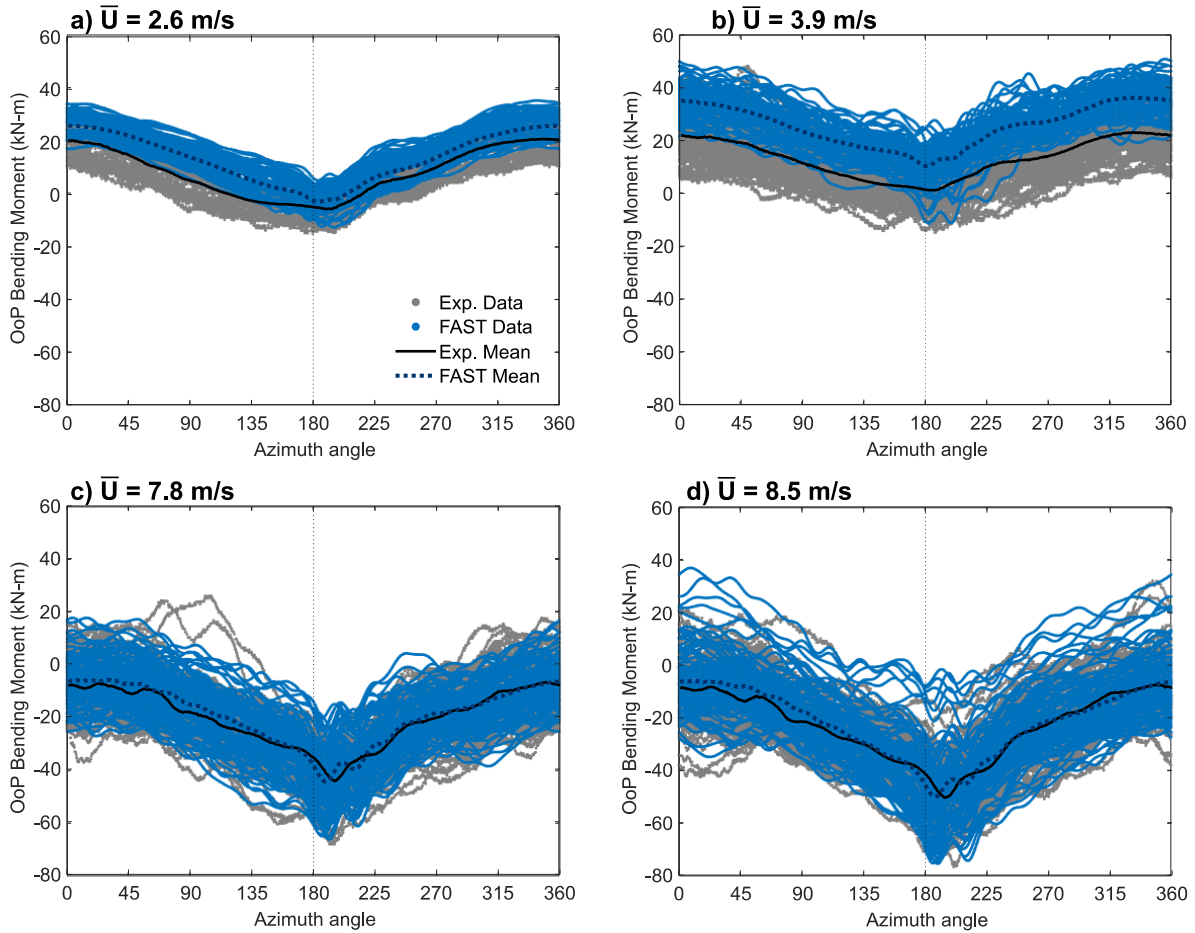 a) U̅ = 2.6 m/s
60
40
20
0
-20
-40
-60
-80
OoP Bending Moment (kN-m)
Exp. Data
FAST Data
Exp. Mean
FAST Mean
0 45 90 135 180 225 270 315 360
Azimuth angle
b) U̅ = 3.9 m/s
60
40
20
0
-20
-40
-60
-80
OoP Bending Moment (kN-m)
0 45 90 135 180 225 270 315 360
Azimuth angle
c) U̅ = 7.8 m/s
60
40
20
0
-20
-40
-60
-80
OoP Bending Moment (kN-m)
0 45 90 135 180 225 270 315 360
Azimuth angle
d) U̅ = 8.5 m/s
60
40
20
0
-20
-40
-60
-80
OoP Bending Moment (kN-m)
0 45 90 135 180 225 270 315 360
Azimuth angle